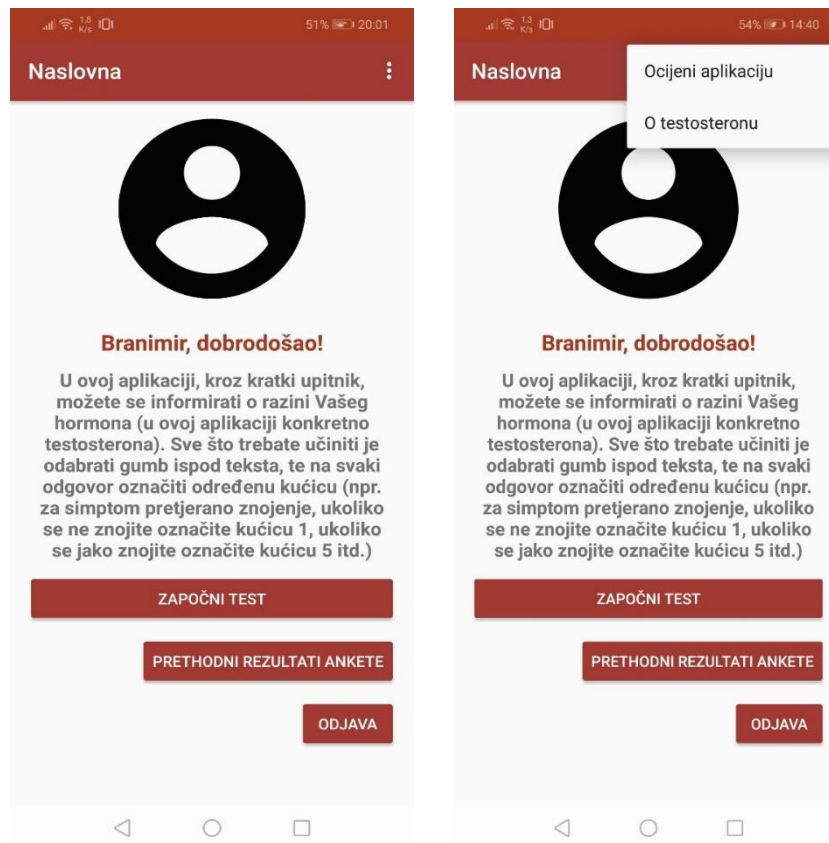 1,8 K/s 51% 20:01
Naslovna
Branimir, dobrodošao!
U ovoj aplikaciji, kroz kratki upitnik,
možete se informirati o razini Vašeg
hormona (u ovoj aplikaciji konkretno
testosterona). Sve što trebate učiniti je
odabrati gumb ispod teksta, te na svaki
odgovor označiti određenu kućicu (npr.
za simptom pretjerano znojenje, ukoliko
se ne znojite označite kućicu 1, ukoliko
se jako znojite označite kućicu 5 itd.)
ZAPOČNI TEST
PRETHODNI REZULTATI ANKETE
ODJAVA
1,3 K/s 54% 14:40
Naslovna
Ocijeni aplikaciju
O testosteronu
Branimir, dobrodošao!
U ovoj aplikaciji, kroz kratki upitnik,
možete se informirati o razini Vašeg
hormona (u ovoj aplikaciji konkretno
testosterona). Sve što trebate učiniti je
odabrati gumb ispod teksta, te na svaki
odgovor označiti određenu kućicu (npr.
za simptom pretjerano znojenje, ukoliko
se ne znojite označite kućicu 1, ukoliko
se jako znojite označite kućicu 5 itd.)
ZAPOČNI TEST
PRETHODNI REZULTATI ANKETE
ODJAVA